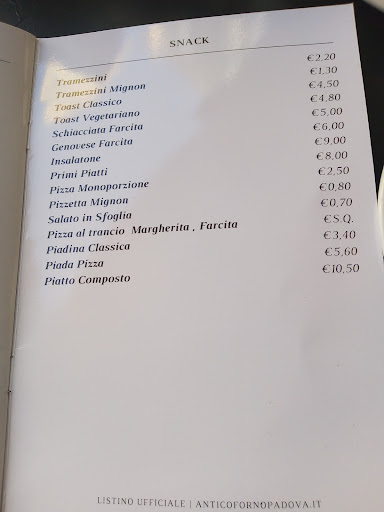 SNACK
Tramezzini €2,20
Tramezzini Mignon €1,30
Toast Classico €4,50
Toast Vegetariano €4,80
Schiacciata Farcita €5,00
Genovese Farcita €6,00
Insalatone €9,00
Primi Piatti €8,00
Pizza Monoporzione €2,50
Pizzetta Mignon €0,80
Salato in Sfoglia €0,70
Pizza al trancio Margherita , Farcita €S.Q.
Piadina Classica €3,40
Piada Pizza €5,60
Piatto Composto €10,50
LISTINO UFFICIALE | ANTICOFORNOPADOVA.IT